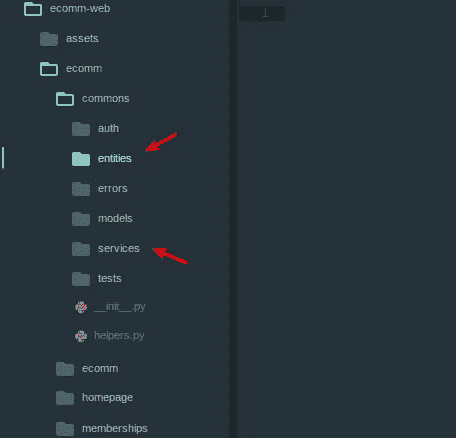 ecomm-web
1
assets
ecomm
commons
auth
entities
errors
models
services
tests
__init__.py
helpers.py
ecomm
homepage
memberships